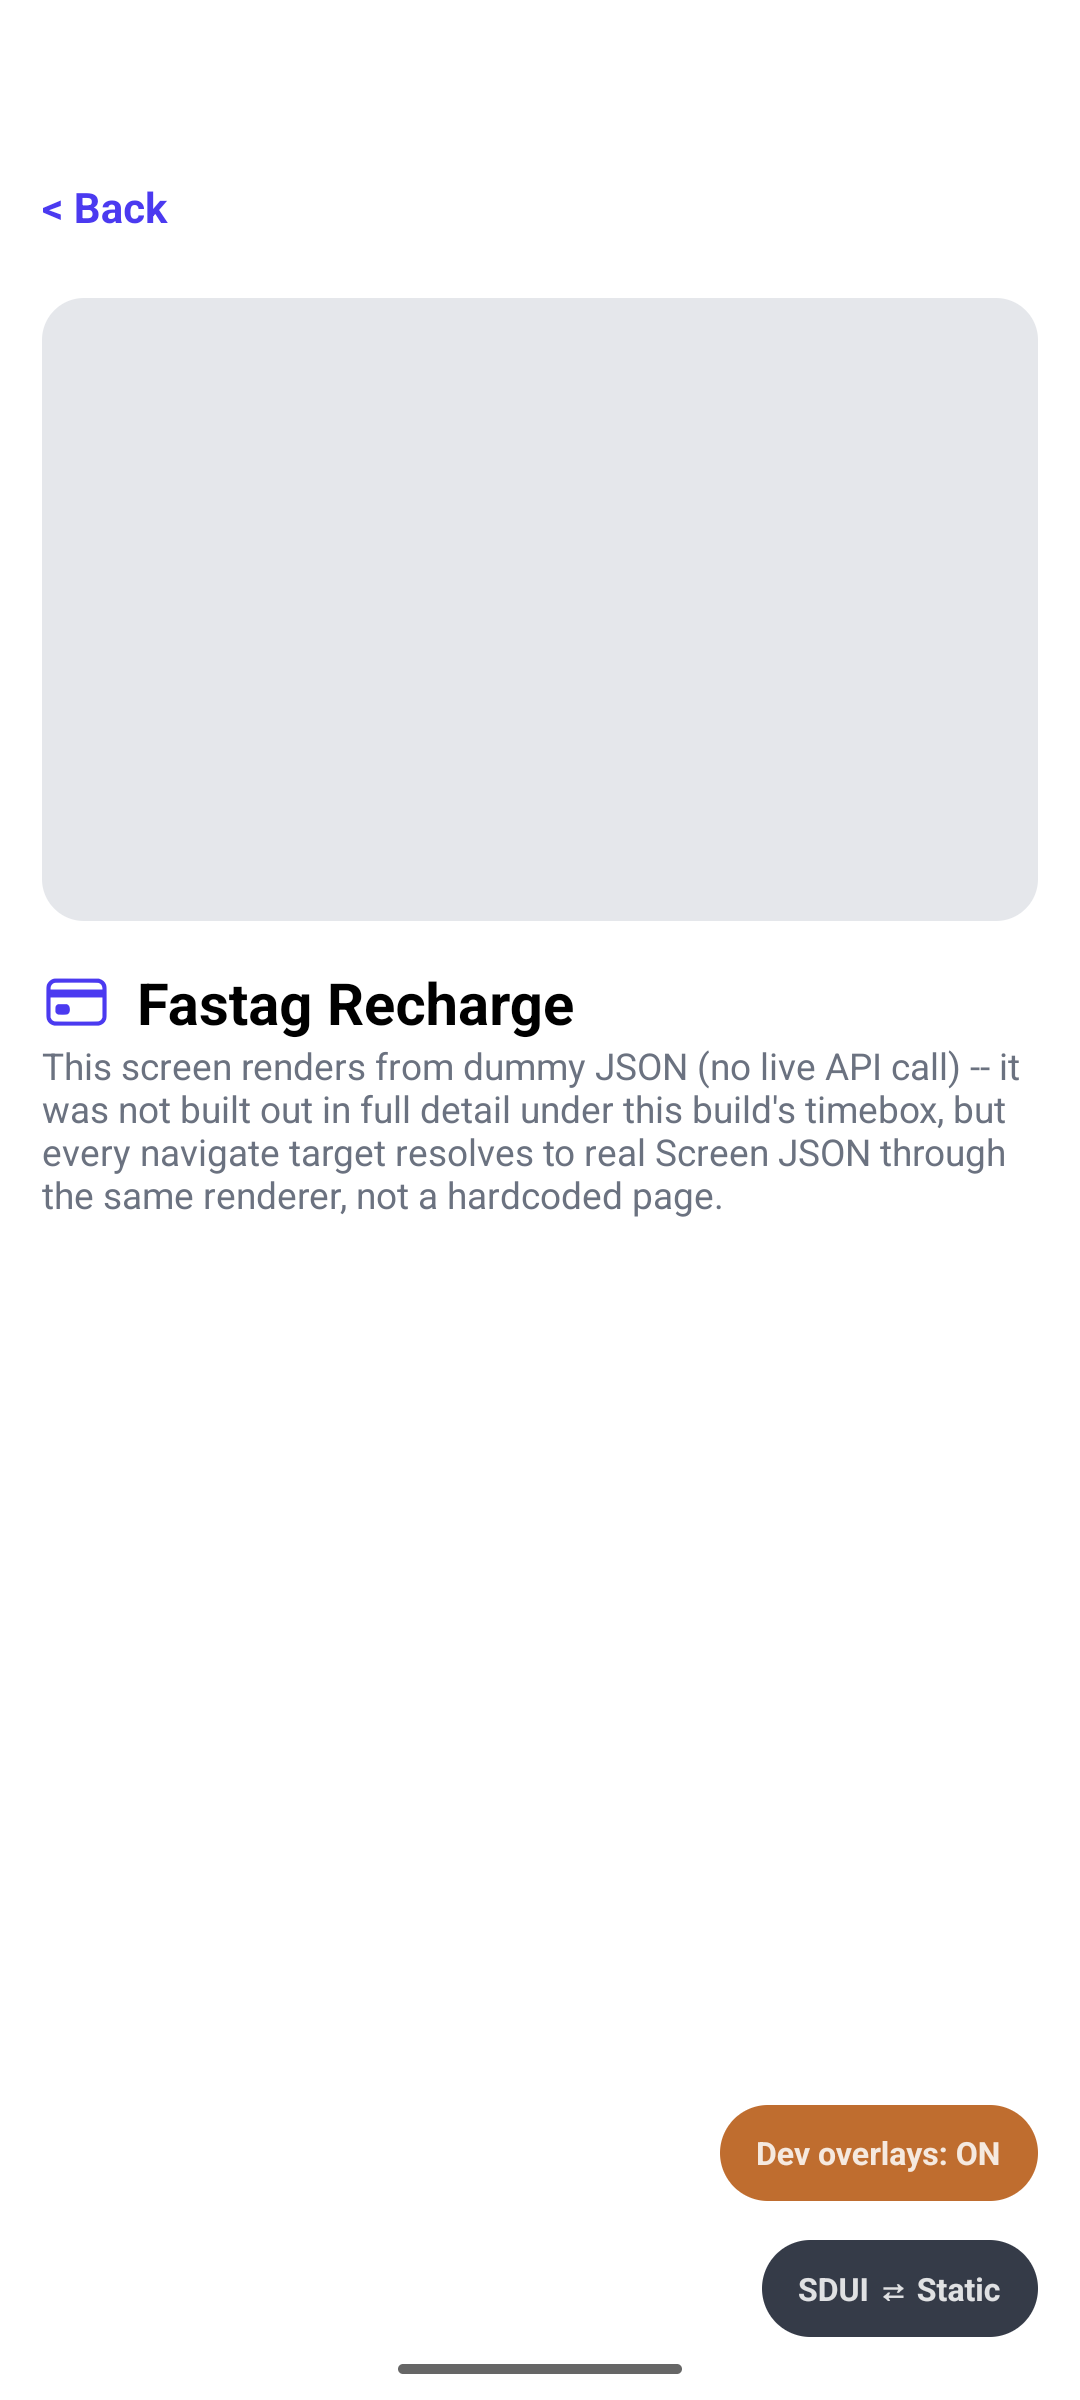 < Back
Fastag Recharge
This screen renders from dummy JSON (no live API call) -- it
was not built out in full detail under this build's timebox, but
every navigate target resolves to real Screen JSON through
the same renderer, not a hardcoded page.
Dev overlays: ON
SDUI ⇄ Static